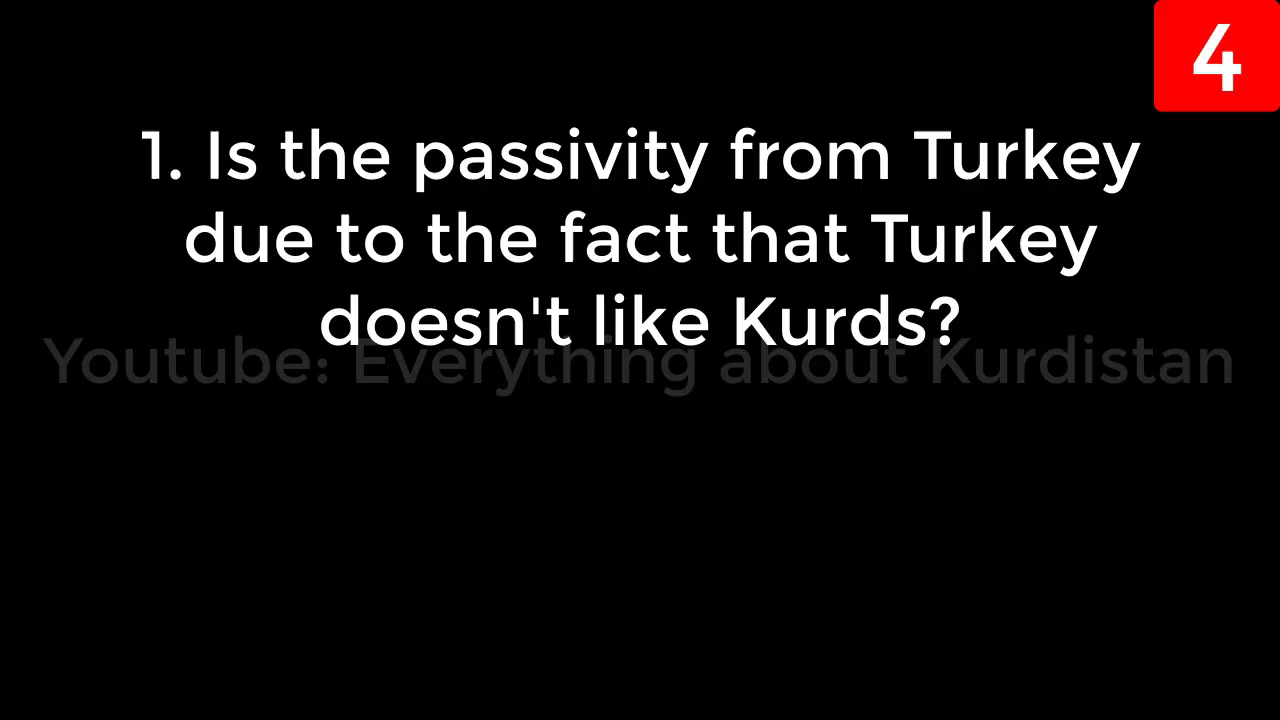 4
1. Is the passivity from Turkey
due to the fact that Turkey
doesn't like Kurds?
Youtube: Everything about Kurdistan